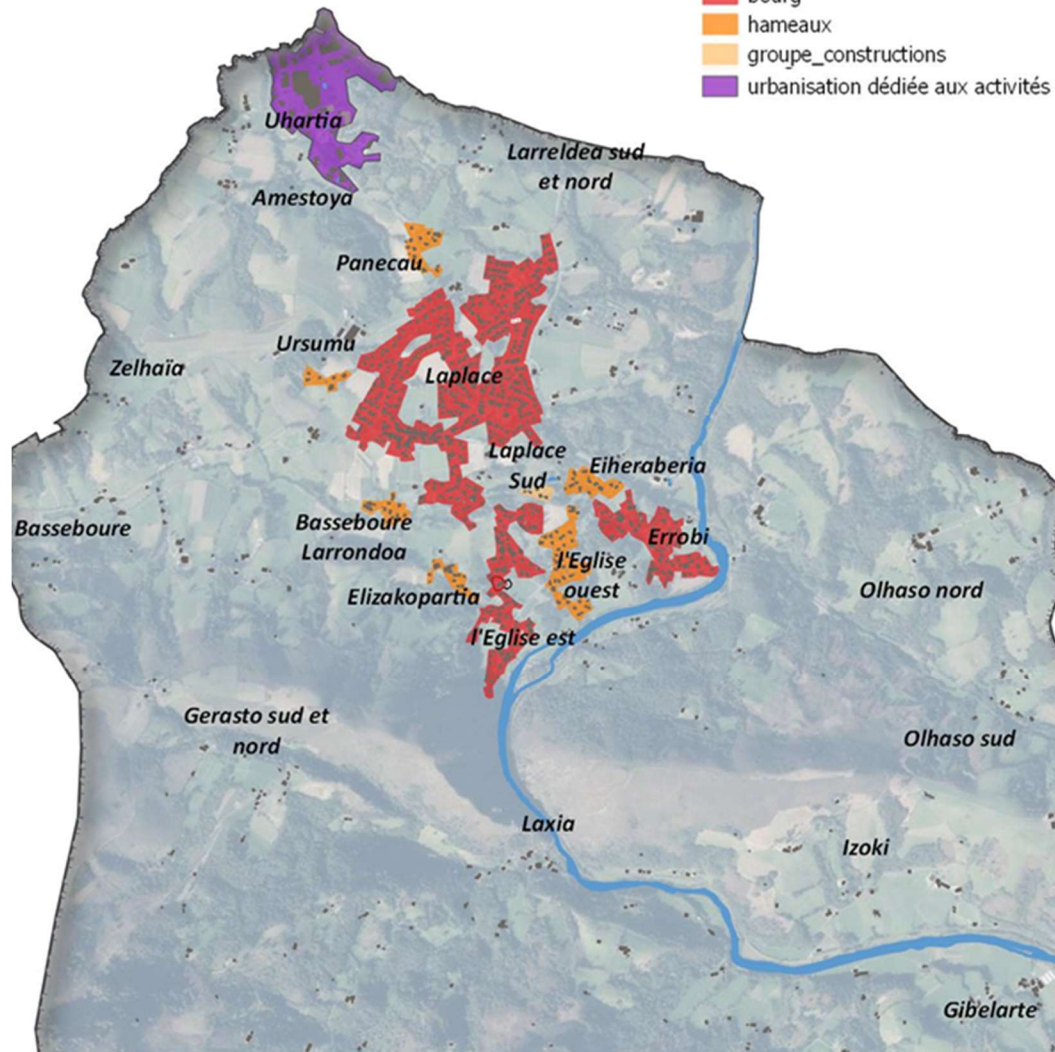 bourg
hameaux
groupe_constructions
urbanisation dédiée aux activités
Uhartia
Larreldea sud
et nord
Amestoya
Panecau
Ursumu
Zelhaïa
Laplace
Laplace
Sud
Eiheraberia
Basseboure
Basseboure
Larrondoa
Errobi
l'Eglise
ouest
Elizakopartia
Olhaso nord
l'Eglise est
Gerasto sud et
nord
Olhaso sud
Laxia
Izoki
Gibelarte